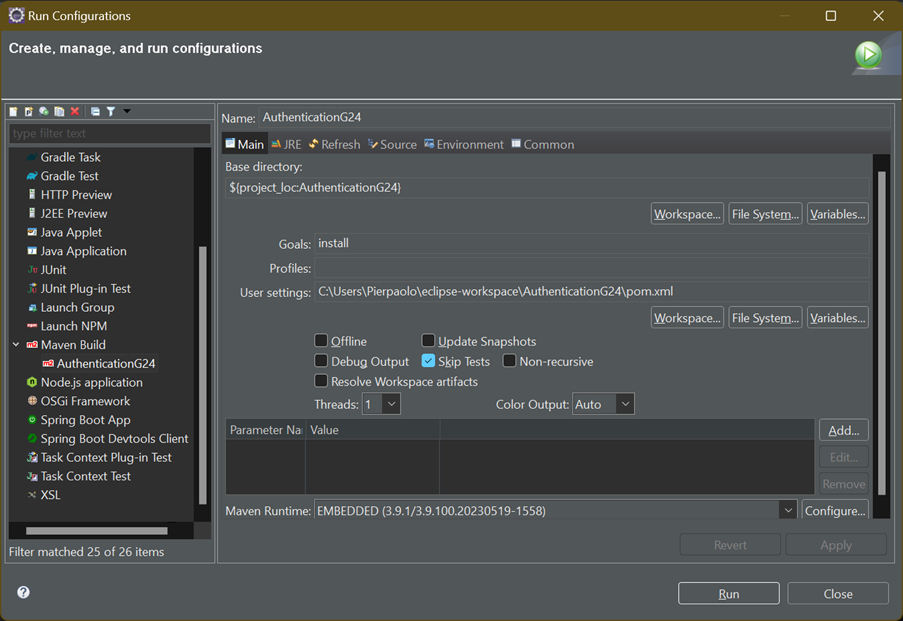 Run Configurations
Create, manage, and run configurations
type filter text
Gradle Task
Gradle Test
HTTP Preview
J2EE Preview
Java Applet
Java Application
JUnit
JUnit Plug-in Test
Launch Group
Launch NPM
Maven Build
AuthenticationG24
Node.js application
OSGi Framework
Spring Boot App
Spring Boot Devtools Client
Task Context Plug-in Test
Task Context Test
XSL
Filter matched 25 of 26 items
Name: AuthenticationG24
Main JRE Refresh Source Environment Common
Base directory:
${project_loc:AuthenticationG24}
Workspace... File System... Variables...
Goals: install
Profiles:
User settings: C:\Users\Pierpaolo\eclipse-workspace\AuthenticationG24\pom.xml
Workspace... File System... Variables...
Offline Update Snapshots
Debug Output Skip Tests Non-recursive
Resolve Workspace artifacts
Threads: 1 Color Output: Auto
Parameter Na Value
Add...
Edit...
Remove
Maven Runtime: EMBEDDED (3.9.1/3.9.100.20230519-1558) Configure...
Revert Apply
Run Close